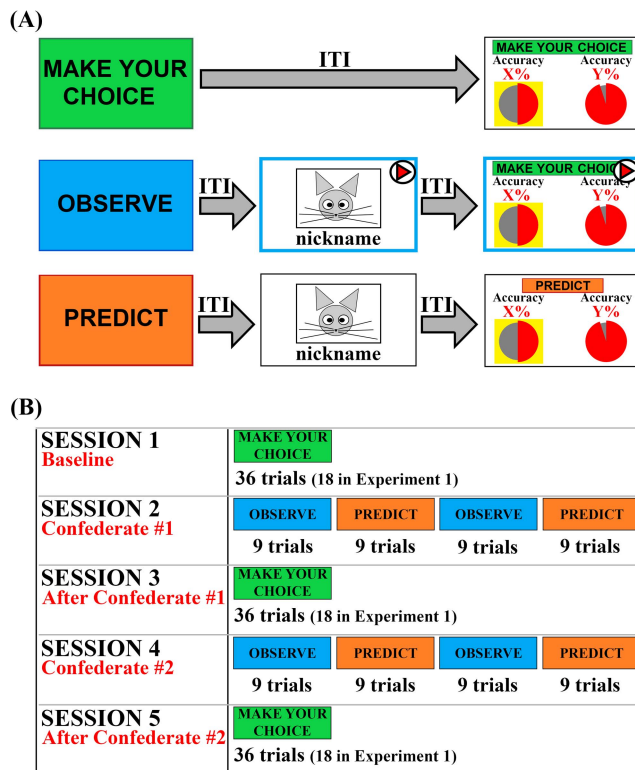 (A)
MAKE YOUR
CHOICE
ITI
MAKE YOUR CHOICE
Accuracy Accuracy
X% Y%
OBSERVE
ITI
nickname
ITI
MAKE YOUR CHOIC
Accuracy Accuracy
X% Y%
PREDICT
ITI
nickname
ITI
PREDICT
Accuracy Accuracy
X% Y%
(B)
SESSION 1
Baseline
MAKE YOUR
CHOICE
36 trials (18 in Experiment 1)
SESSION 2
Confederate #1
OBSERVE PREDICT OBSERVE PREDICT
9 trials 9 trials 9 trials 9 trials
SESSION 3
After Confederate #1
MAKE YOUR
CHOICE
36 trials (18 in Experiment 1)
SESSION 4
Confederate #2
OBSERVE PREDICT OBSERVE PREDICT
9 trials 9 trials 9 trials 9 trials
SESSION 5
After Confederate #2
MAKE YOUR
CHOICE
36 trials (18 in Experiment 1)